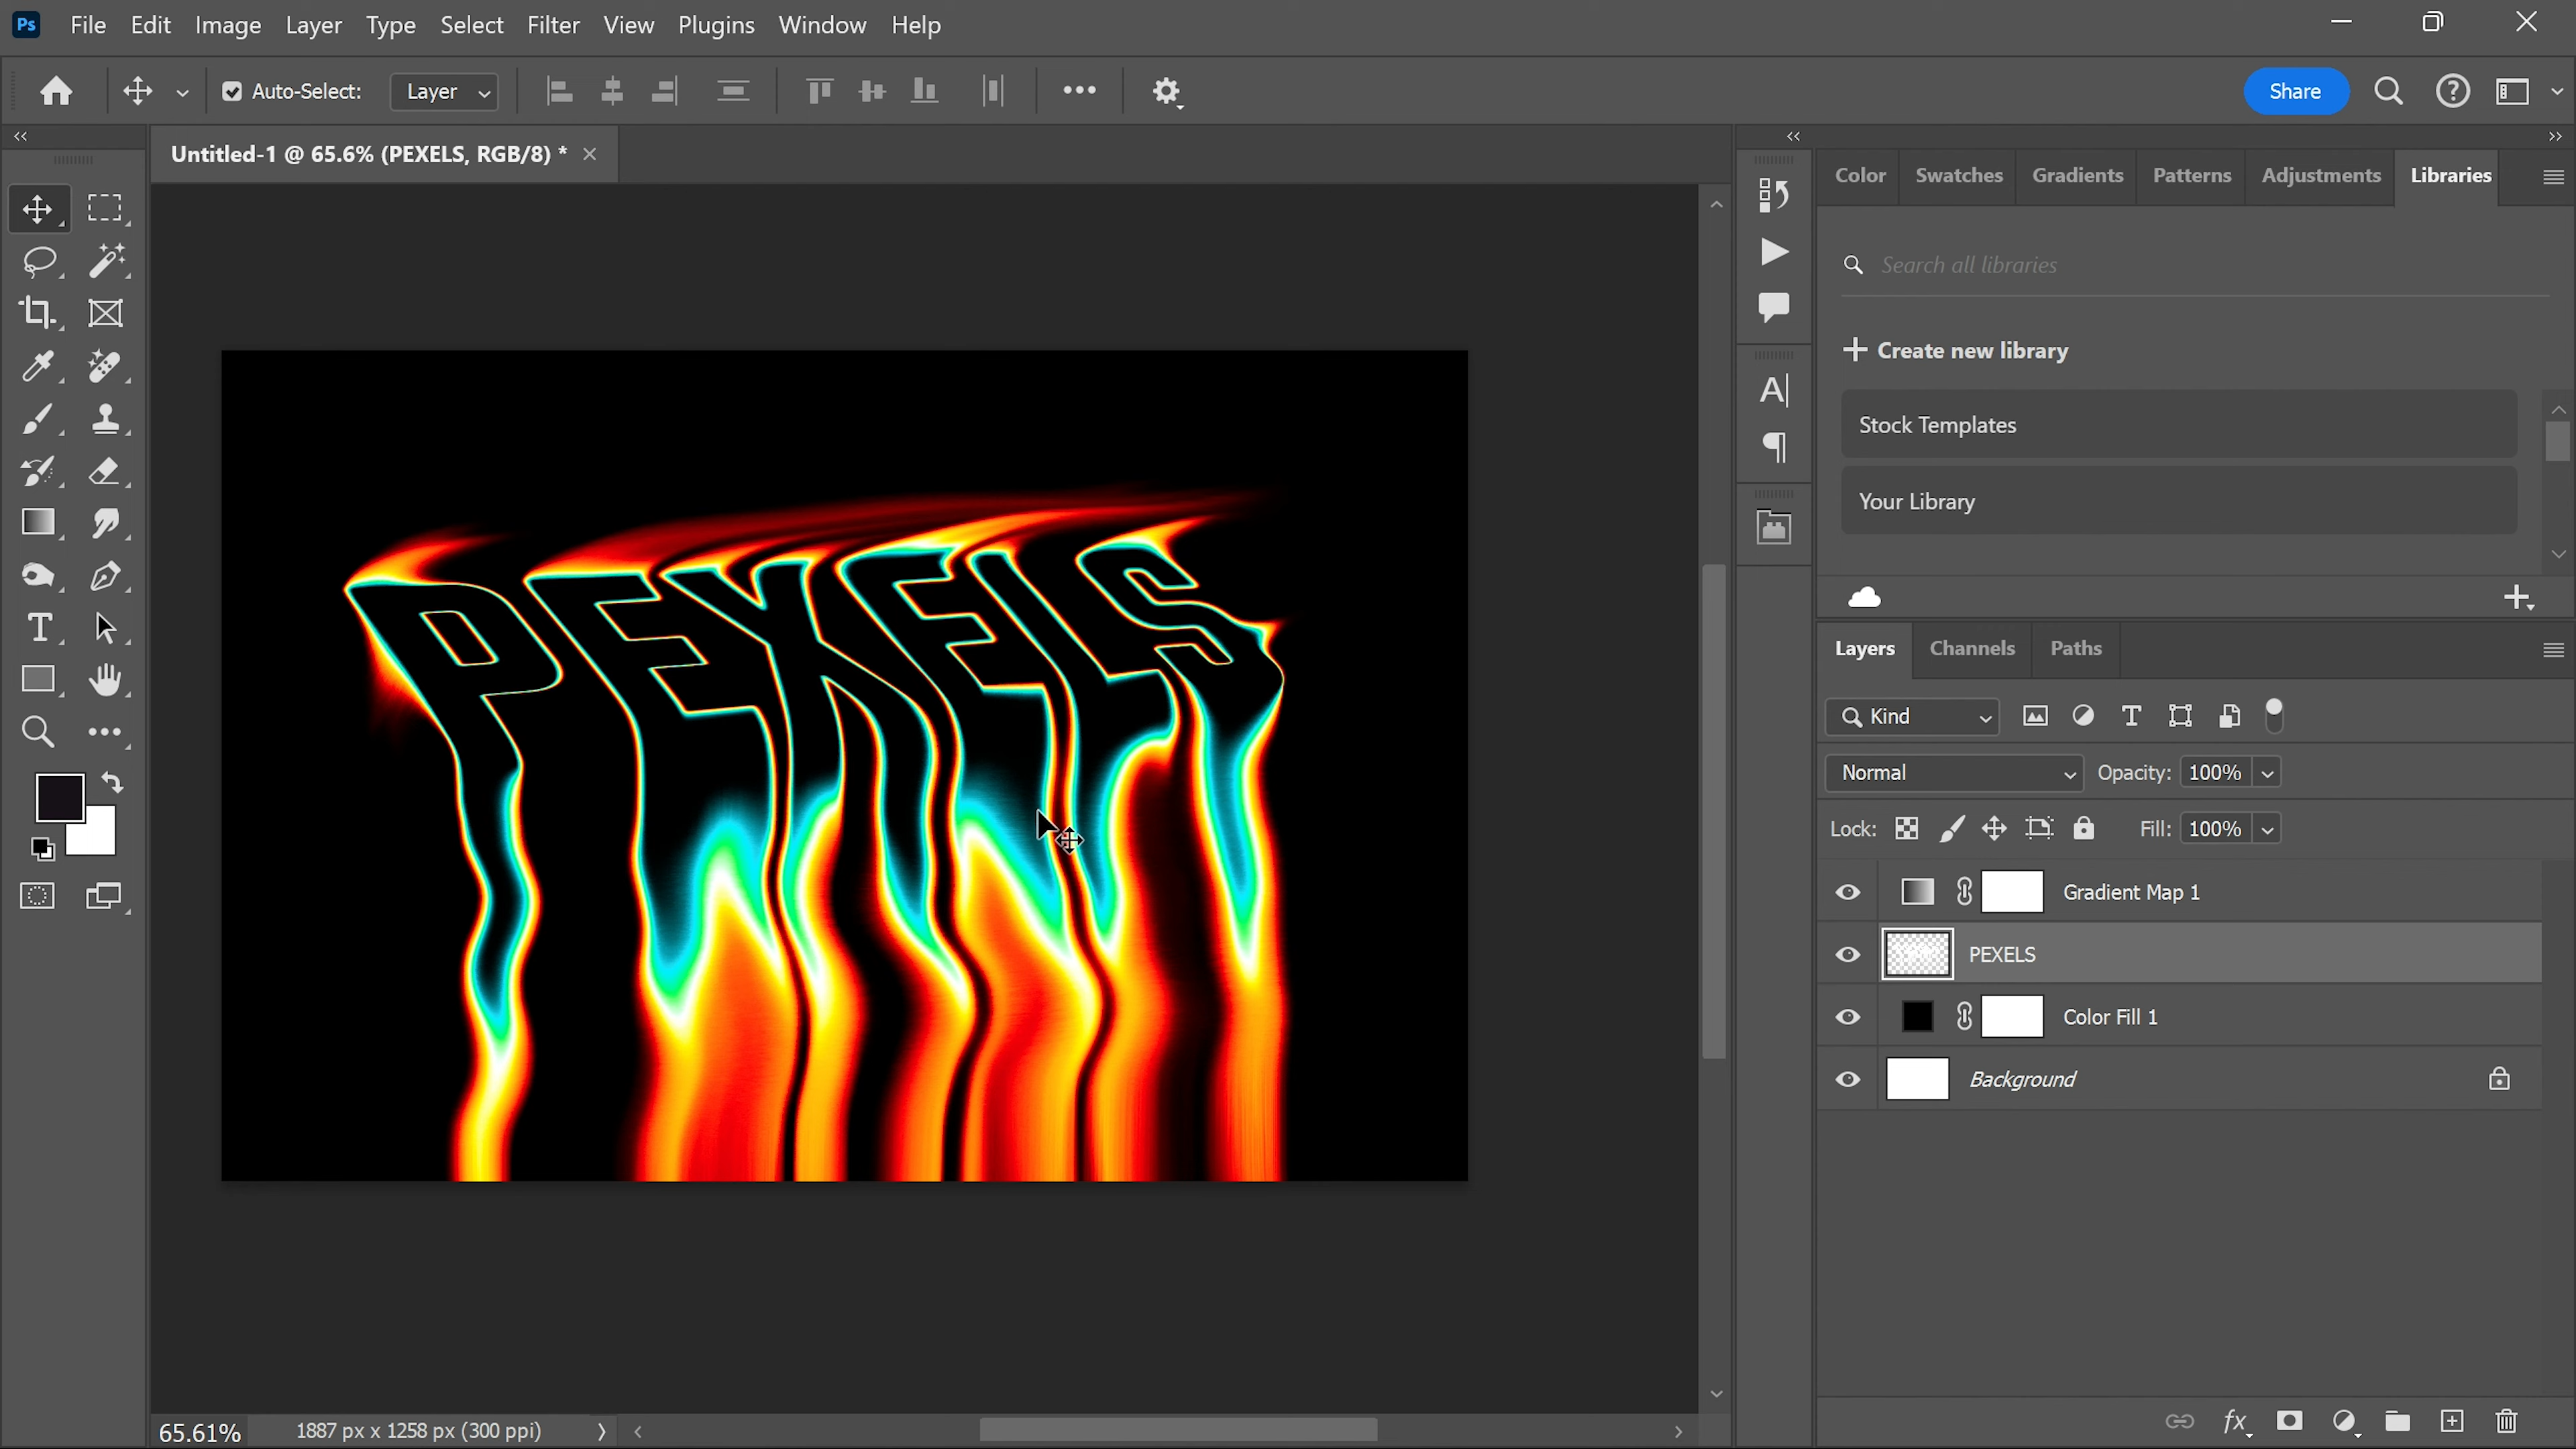 Ps File Edit Image Layer Type Select Filter View Plugins Window Help
Auto-Select: Layer Share
Untitled-1 @ 65.6% (PEXELS, RGB/8) *
Color Swatches Gradients Patterns Adjustments Libraries
Search all libraries
Create new library
Stock Templates
Your Library
PEXELS
Layers Channels Paths
Kind
Normal Opacity: 100%
Lock: Fill: 100%
Gradient Map 1
PEXELS
Color Fill 1
Background
65.61% 1887 px x 1258 px (300 ppi)
fx